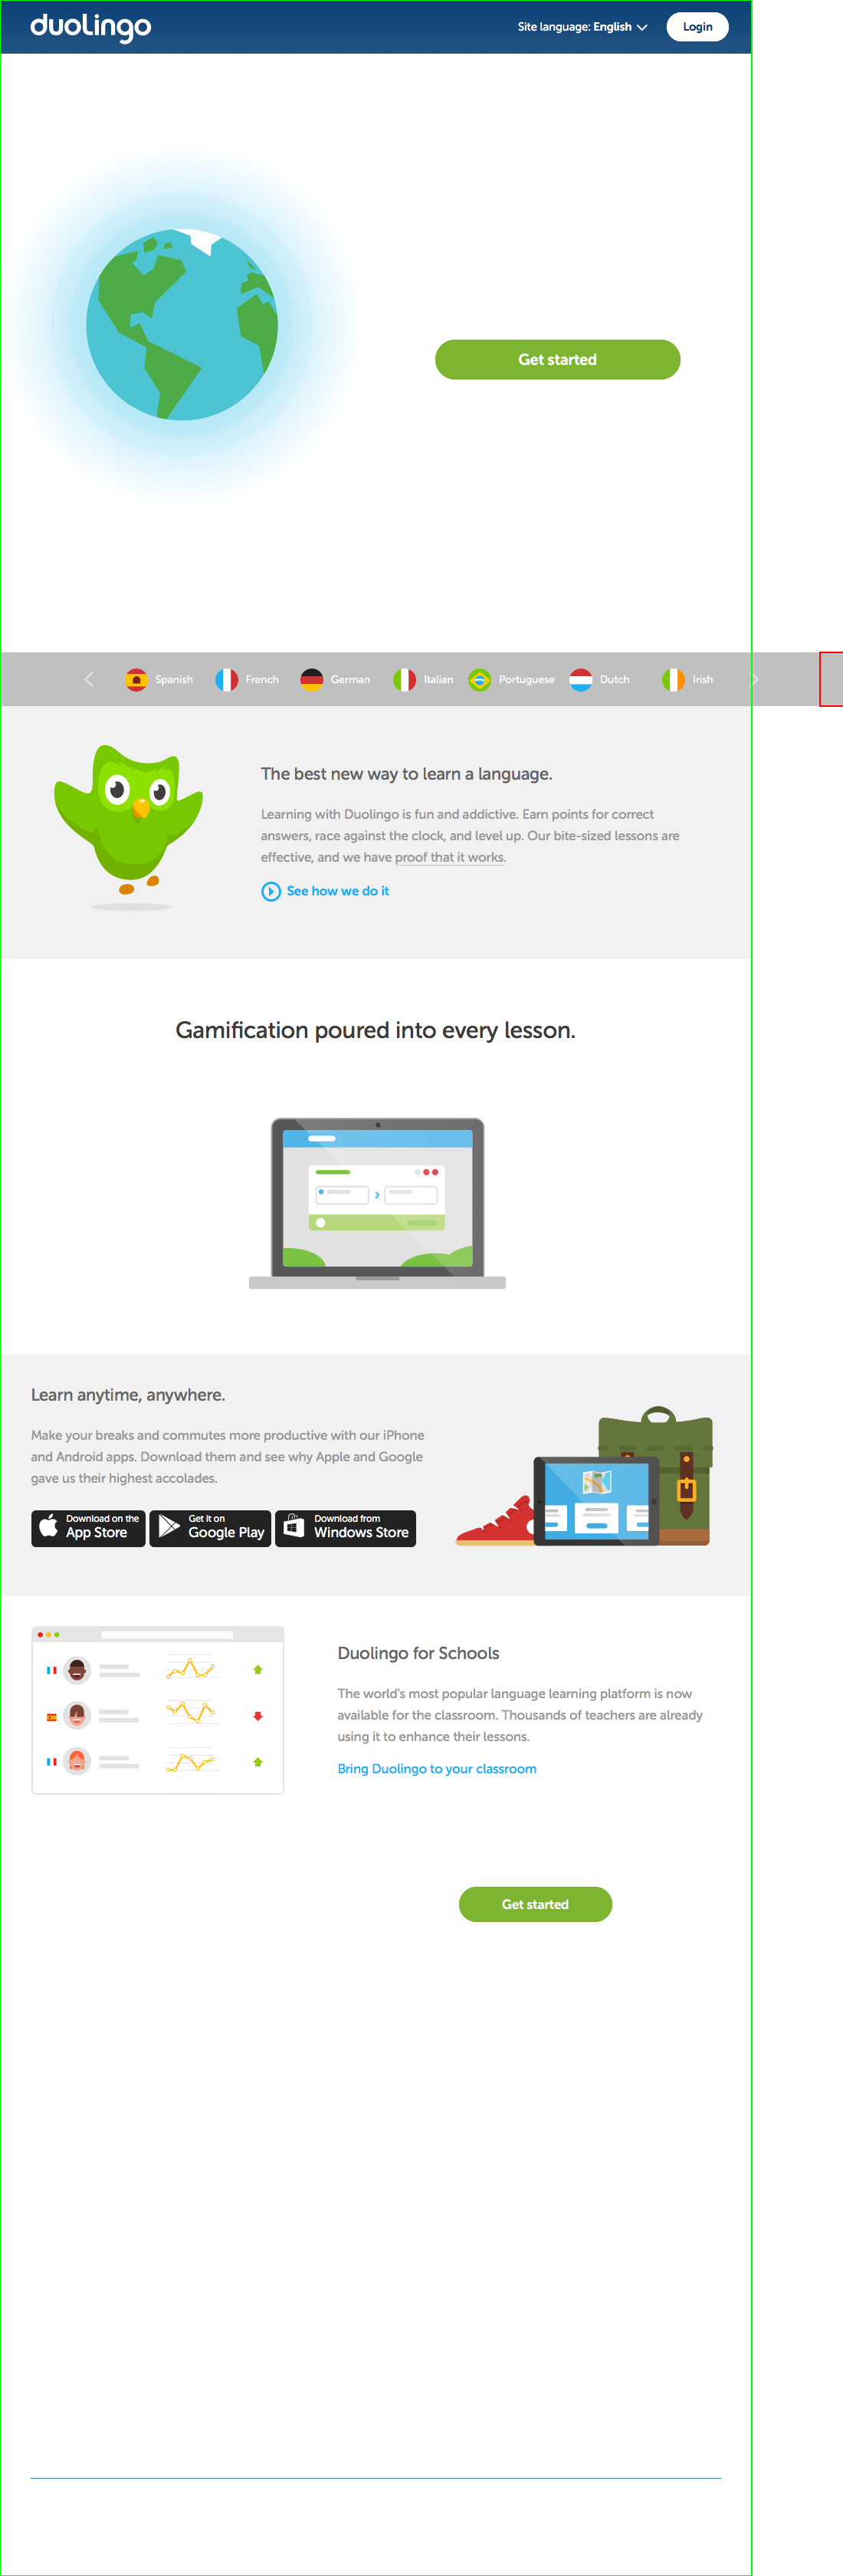 duolingo
Site language: English
Login
Get started
Spanish
French
German
Italian
Portuguese
Dutch
Irish
The best new way to learn a language.
Learning with Duolingo is fun and addictive. Earn points for correct
answers, race against the clock, and level up. Our bite-sized lessons are
effective, and we have proof that it works.
See how we do it
Gamification poured into every lesson.
Learn anytime, anywhere.
Make your breaks and commutes more productive with our iPhone
and Android apps. Download them and see why Apple and Google
gave us their highest accolades.
Download on the
App Store
Get it on
Google Play
Download from
Windows Store
Duolingo for Schools
The world's most popular language learning platform is now
available for the classroom. Thousands of teachers are already
using it to enhance their lessons.
Bring Duolingo to your classroom
Get started